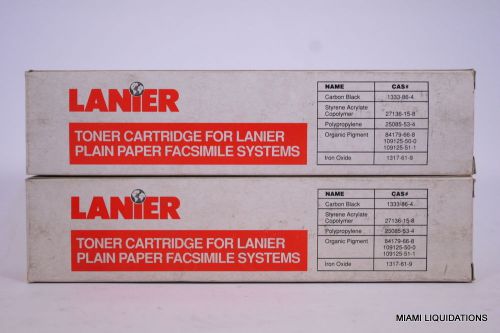 LANIER
TONER CARTRIDGE FOR LANIER
PLAIN PAPER FACSIMILE SYSTEMS
NAME CAS#
Carbon Black 1333-86-4
Styrene Acrylate
Copolymer 27136-15-8
Polypropylene 25085-53-4
Organic Pigment 84179-66-8
109125-50-0
109125-51-1
Iron Oxide 1317-61-9
LANIER
TONER CARTRIDGE FOR LANIER
PLAIN PAPER FACSIMILE SYSTEMS
NAME CAS#
Carbon Black 1333-86-4
Styrene Acrylate
Copolymer 27136-15-8
Polypropylene 25085-53-4
Organic Pigment 84179-66-8
109125-50-0
109125-51-1
Iron Oxide 1317-61-9
MIAMI LIQUIDATIONS